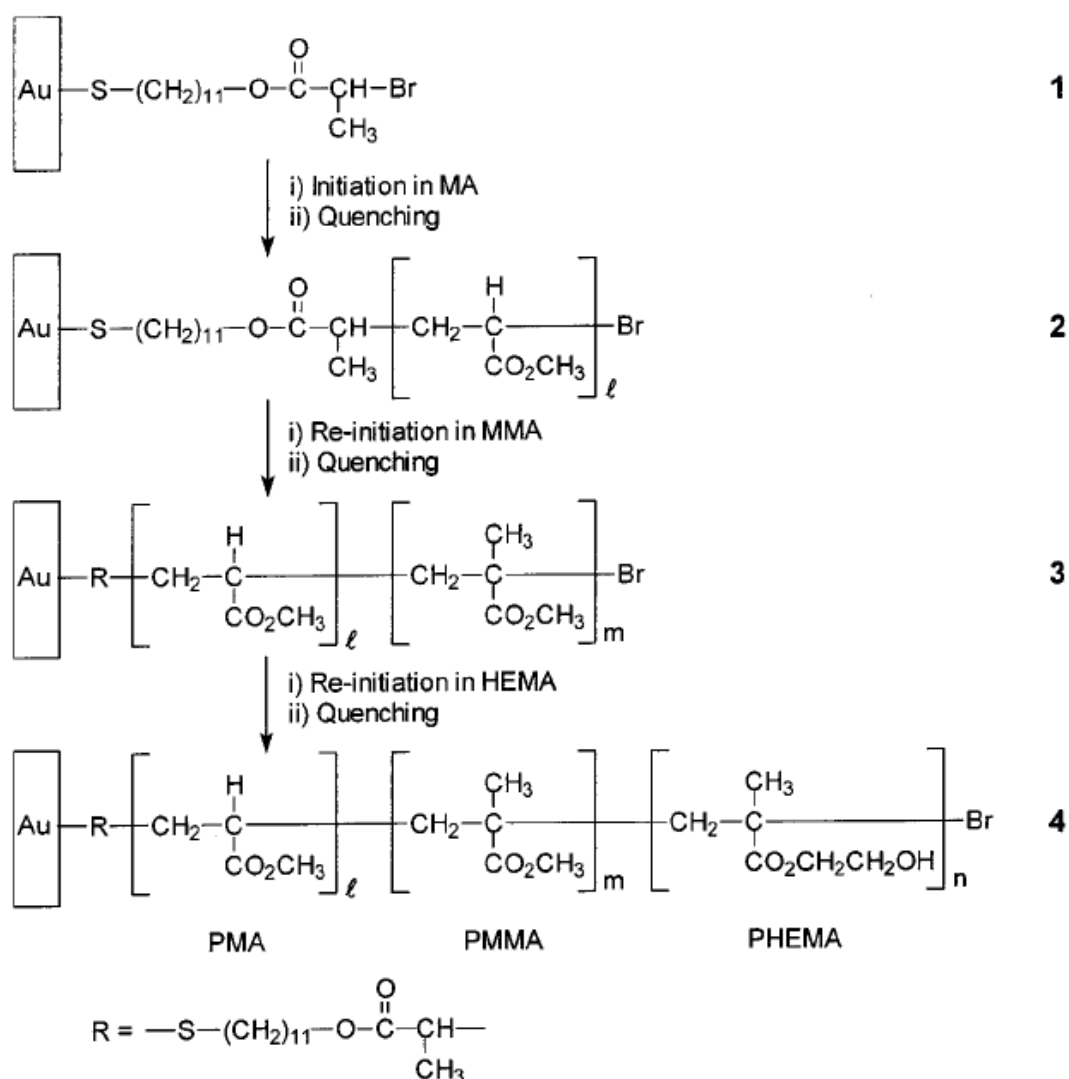 O
Au—S—(CH2)11—O—C—CH—Br 1
CH3
i) Initiation in MA
ii) Quenching
O H
Au—S—(CH2)11—O—C—CH—CH2—C—Br 2
CH3 CO2CH3 ℓ
i) Re-initiation in MMA
ii) Quenching
H CH3
Au—R—CH2—C—CH2—C—Br 3
CO2CH3 ℓ CO2CH3 m
i) Re-initiation in HEMA
ii) Quenching
H CH3 CH3
Au—R—CH2—C—CH2—C—CH2—C—Br 4
CO2CH3 ℓ CO2CH3 m CO2CH2CH2OH n
PMA PMMA PHEMA
O
R = —S—(CH2)11—O—C—CH—
CH3